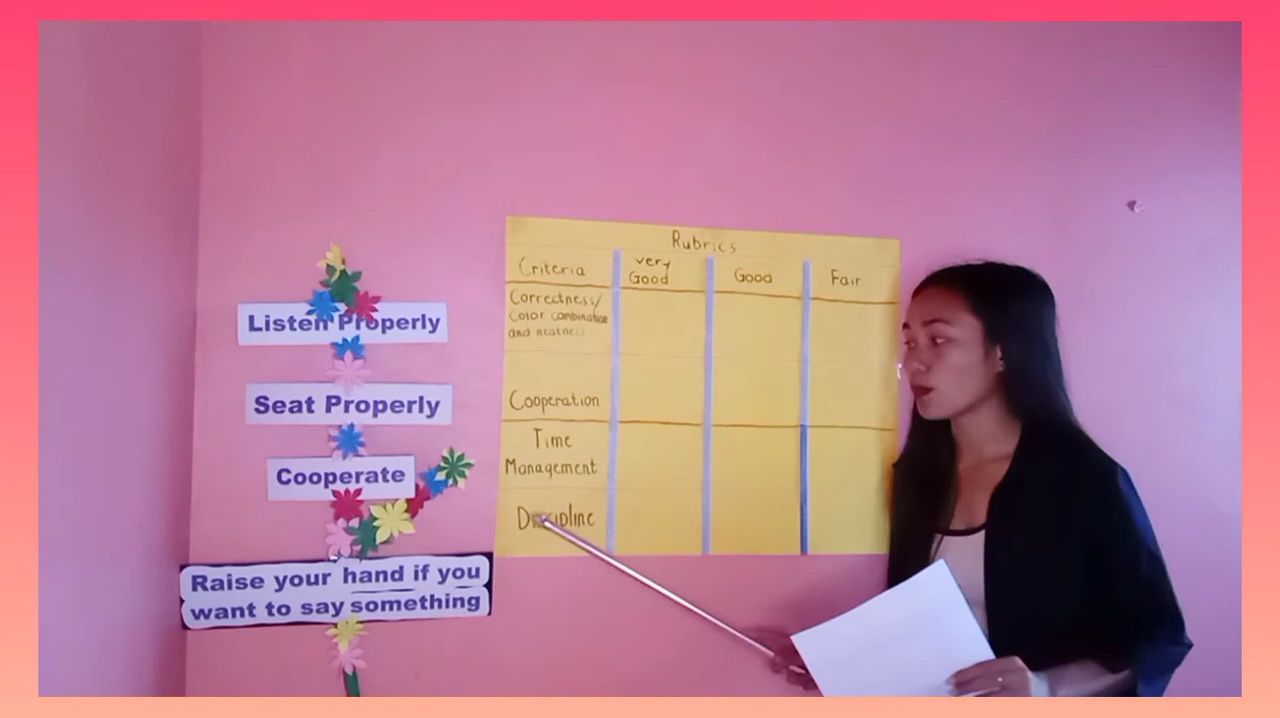 Listen Properly
Seat Properly
Cooperate
Raise your hand if you
want to say something
Rubrics
Criteria
very
Good
Good
Fair
Correctness/
Color combination
and neatness
Cooperation
Time
Management
Discipline